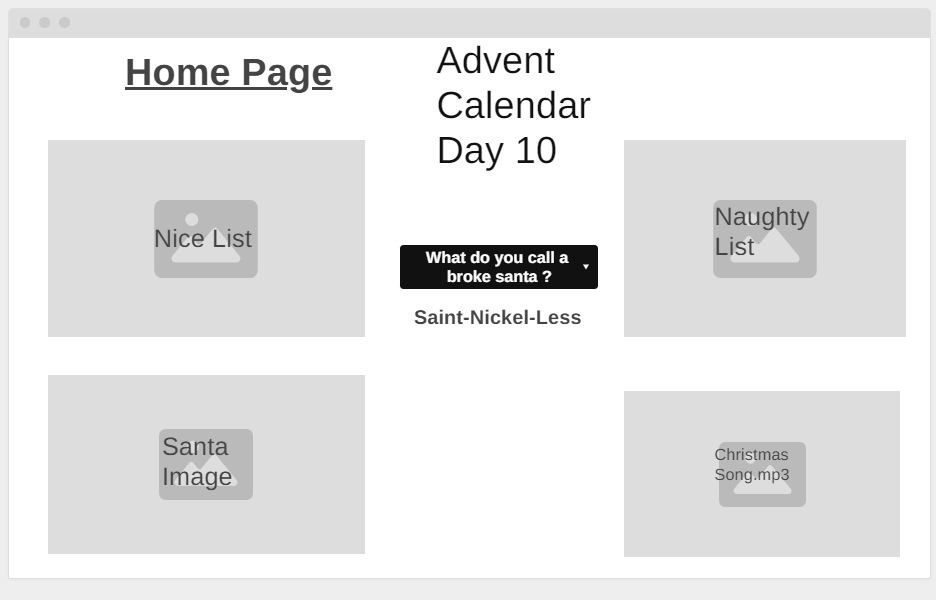 Home Page
Advent
Calendar
Day 10
Nice List
What do you call a
broke santa ?
Saint-Nickel-Less
Naughty
List
Santa
Image
Christmas
Song.mp3